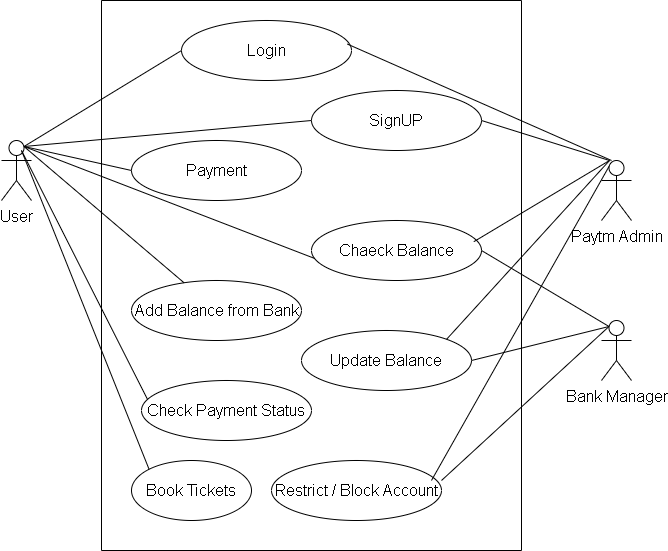 Login
SignUP
Payment
User
Paytm Admin
Chaeck Balance
Add Balance from Bank
Update Balance
Bank Manager
Check Payment Status
Book Tickets
Restrict / Block Account